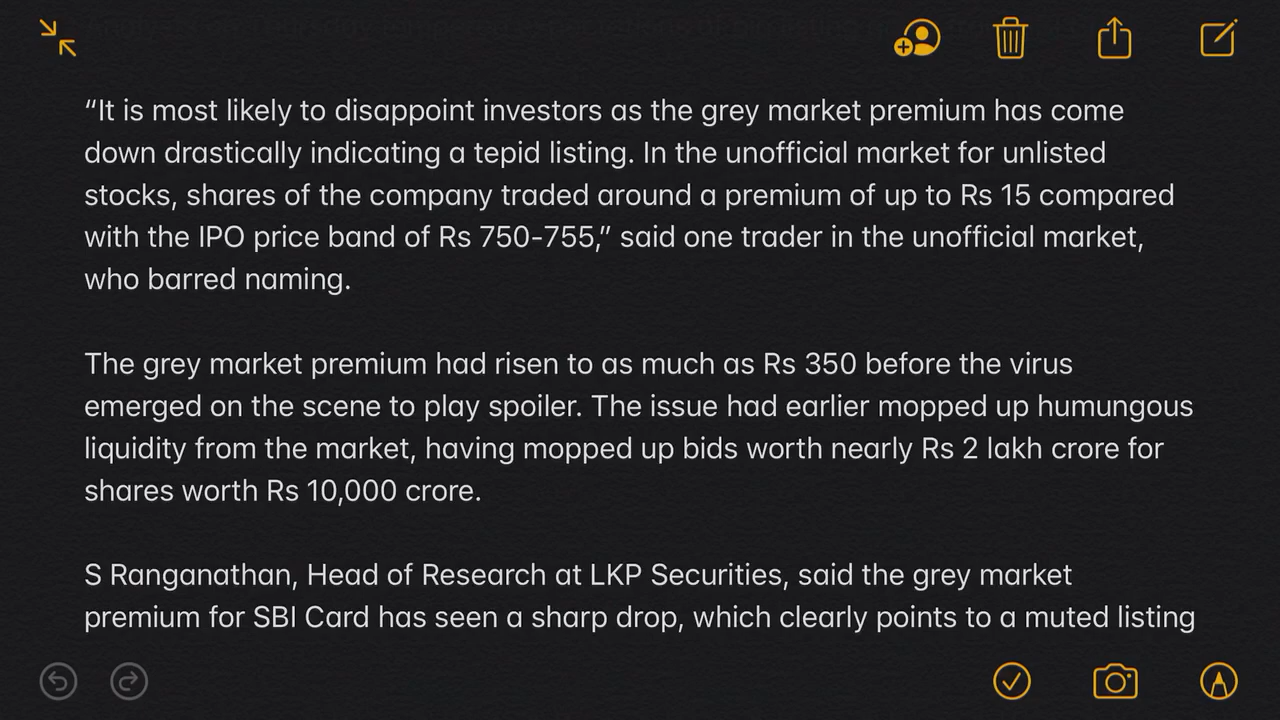 “It is most likely to disappoint investors as the grey market premium has come
down drastically indicating a tepid listing. In the unofficial market for unlisted
stocks, shares of the company traded around a premium of up to Rs 15 compared
with the IPO price band of Rs 750-755,” said one trader in the unofficial market,
who barred naming.
The grey market premium had risen to as much as Rs 350 before the virus
emerged on the scene to play spoiler. The issue had earlier mopped up humungous
liquidity from the market, having mopped up bids worth nearly Rs 2 lakh crore for
shares worth Rs 10,000 crore.
S Ranganathan, Head of Research at LKP Securities, said the grey market
premium for SBI Card has seen a sharp drop, which clearly points to a muted listing